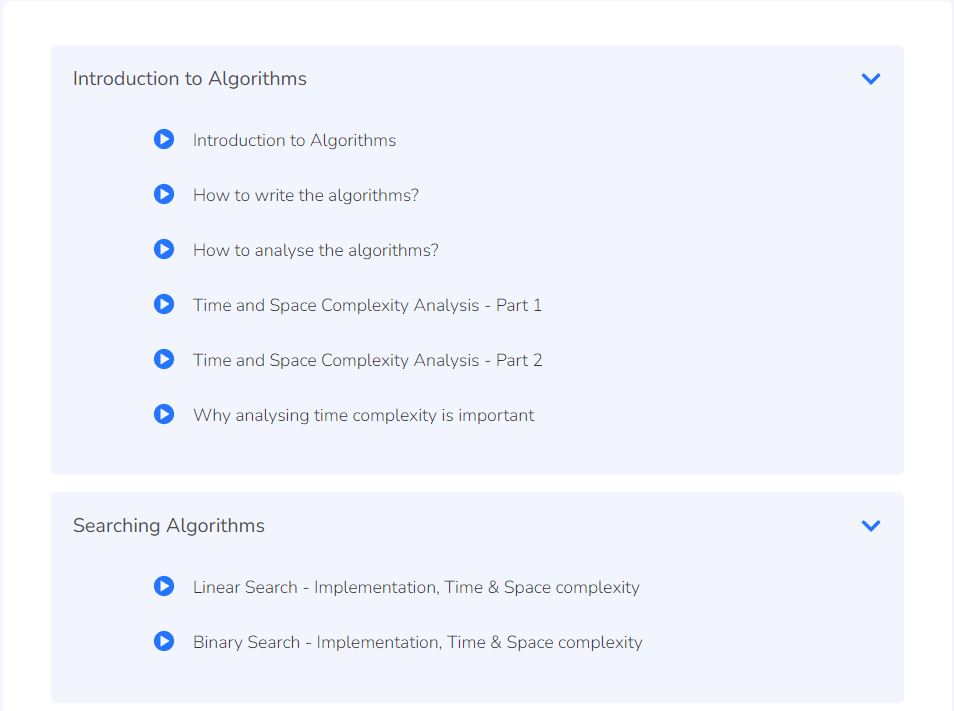 Introduction to Algorithms
Introduction to Algorithms
How to write the algorithms?
How to analyse the algorithms?
Time and Space Complexity Analysis - Part 1
Time and Space Complexity Analysis - Part 2
Why analysing time complexity is important
Searching Algorithms
Linear Search - Implementation, Time & Space complexity
Binary Search - Implementation, Time & Space complexity